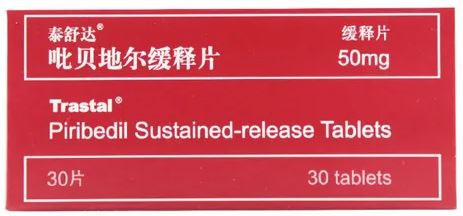 泰舒达® 缓释片
吡贝地尔缓释片 50mg
Trastal®
Piribedil Sustained-release Tablets
30片 30 tablets